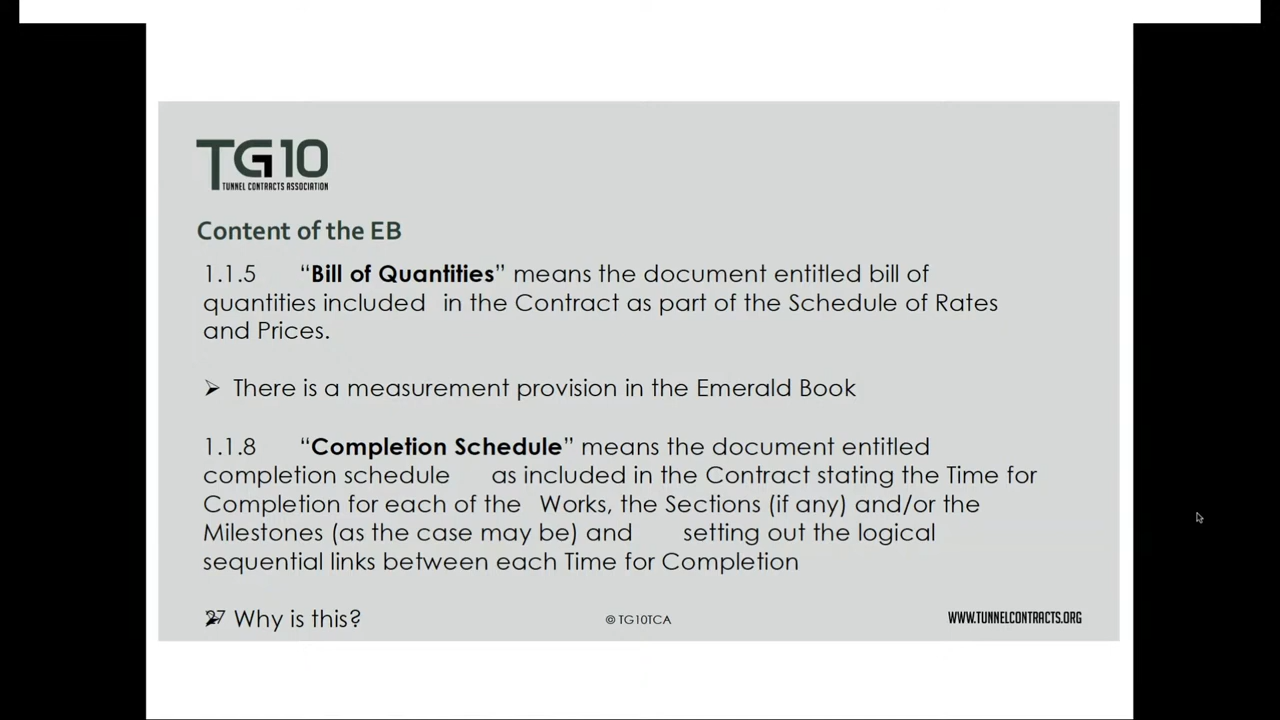 TG10
TUNNEL CONTRACTS ASSOCIATION
Content of the EB
1.1.5 “Bill of Quantities” means the document entitled bill of
quantities included in the Contract as part of the Schedule of Rates
and Prices.
➢ There is a measurement provision in the Emerald Book
1.1.8 “Completion Schedule” means the document entitled
completion schedule as included in the Contract stating the Time for
Completion for each of the Works, the Sections (if any) and/or the
Milestones (as the case may be) and setting out the logical
sequential links between each Time for Completion
➢ Why is this?
27
© TG10TCA
WWW.TUNNELCONTRACTS.ORG